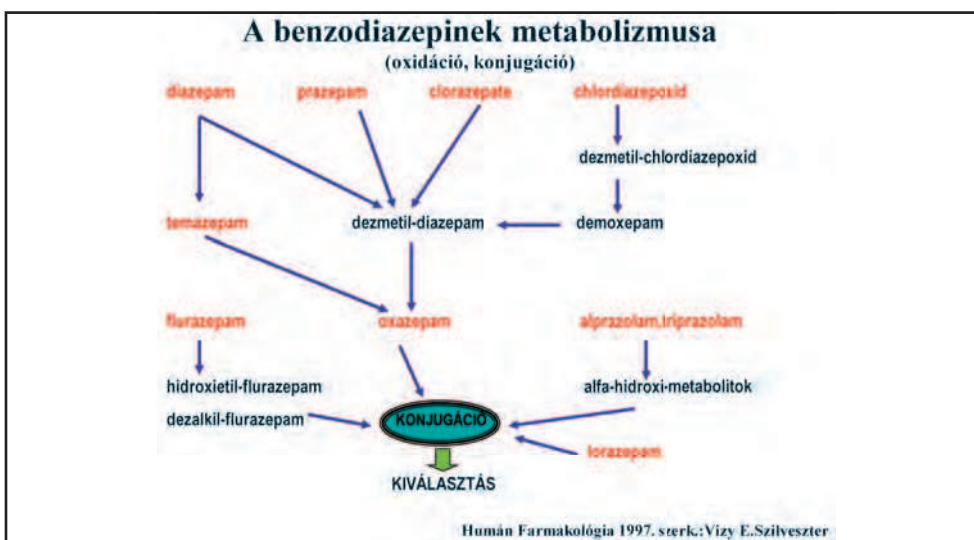 A benzodiazepinek metabolizmusa
(oxidáció, konjugáció)
diazepam prazepam clorazepate chlordiazepoxid
dezmetil-chlordiazepoxid
temazepam dezmetil-diazepam demoxepam
flurazepam oxazepam alprazolam,triprazolam
hidroxietil-flurazepam alfa-hidroxi-metabolitok
dezalkil-flurazepam KONJUGÁCIÓ
lorazepam
KIVÁLASZTÁS
Humán Farmakológia 1997. szerk.:Vizy E.Szilveszter